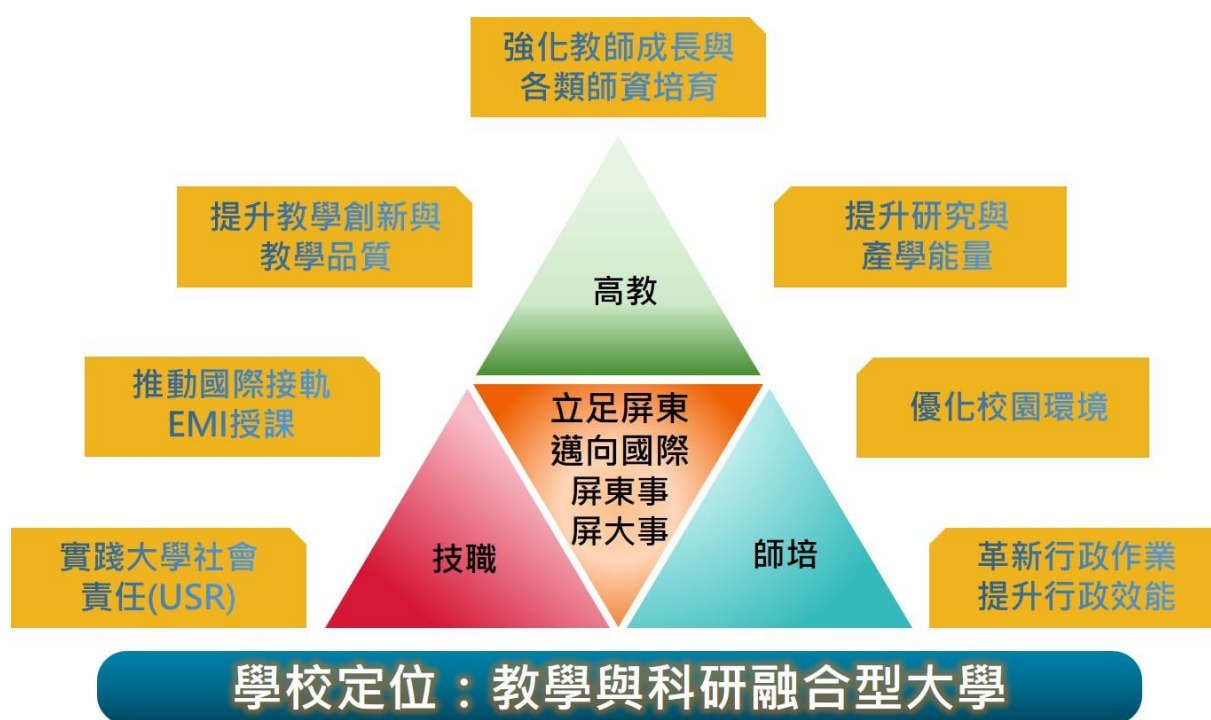 強化教師成長與
各類師資培育
提升教學創新與
教學品質
提升研究與
產學能量
高教
推動國際接軌
EMI授課
立足屏東
邁向國際
屏東事
屏大事
優化校園環境
實踐大學社會
責任(USR)
技職
師培
革新行政作業
提升行政效能
學校定位：教學與科研融合型大學